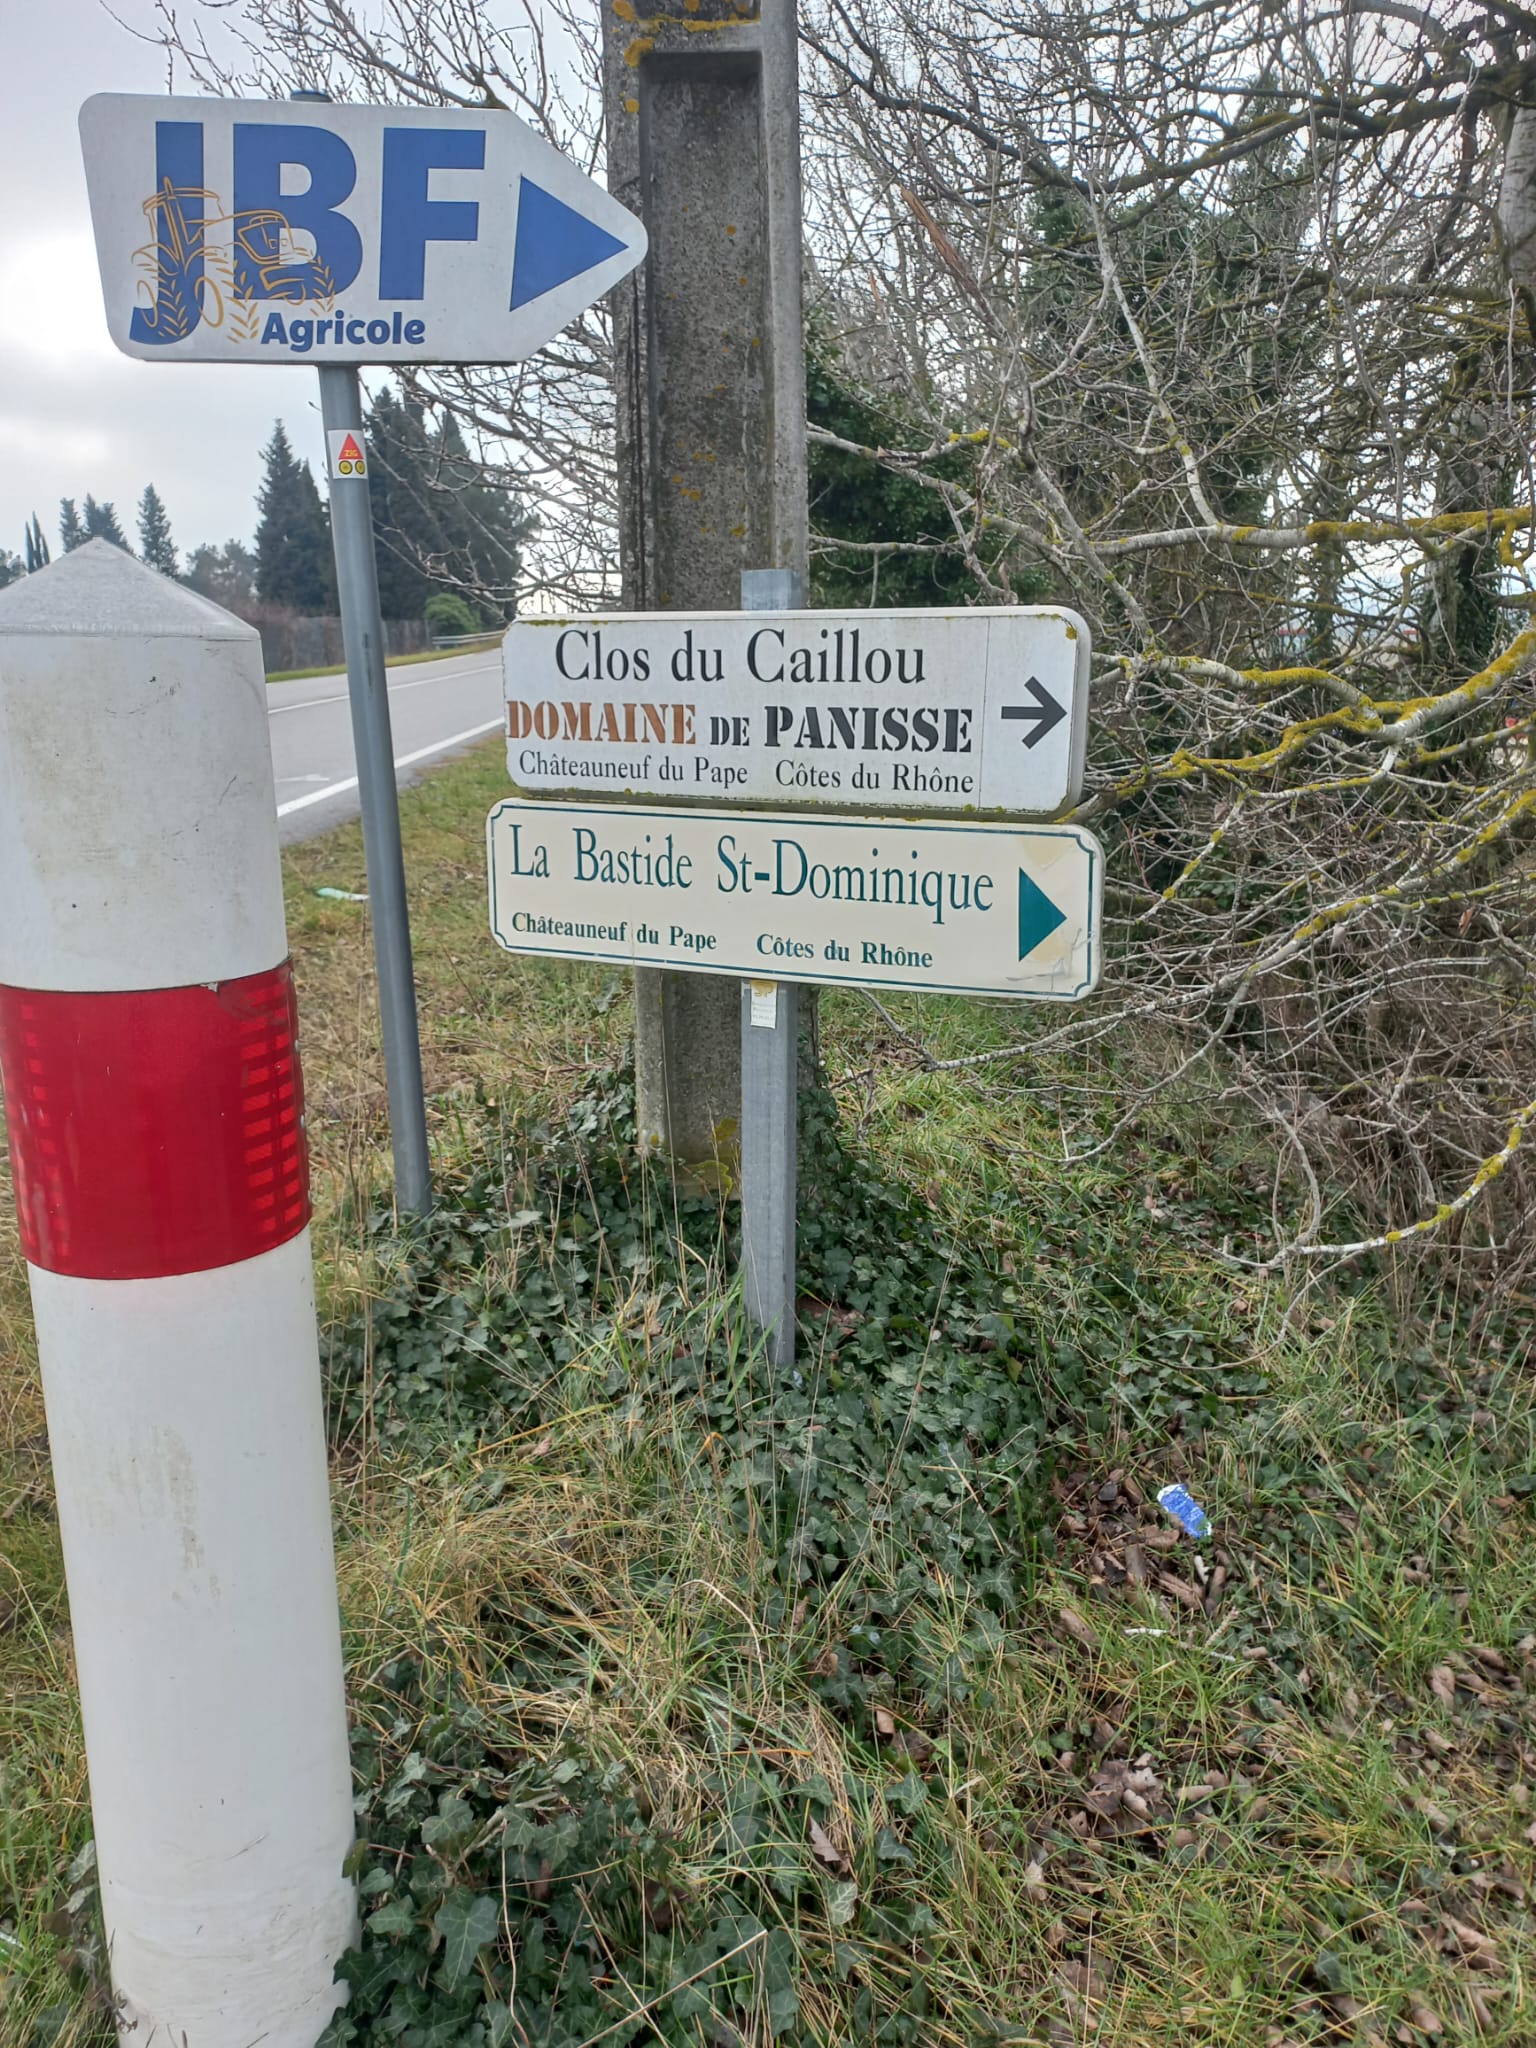 JBF
Agricole
ZIG
Clos du Caillou
DOMAINE DE PANISSE
Châteauneuf du Pape Côtes du Rhône
La Bastide St-Dominique
Châteauneuf du Pape Côtes du Rhône